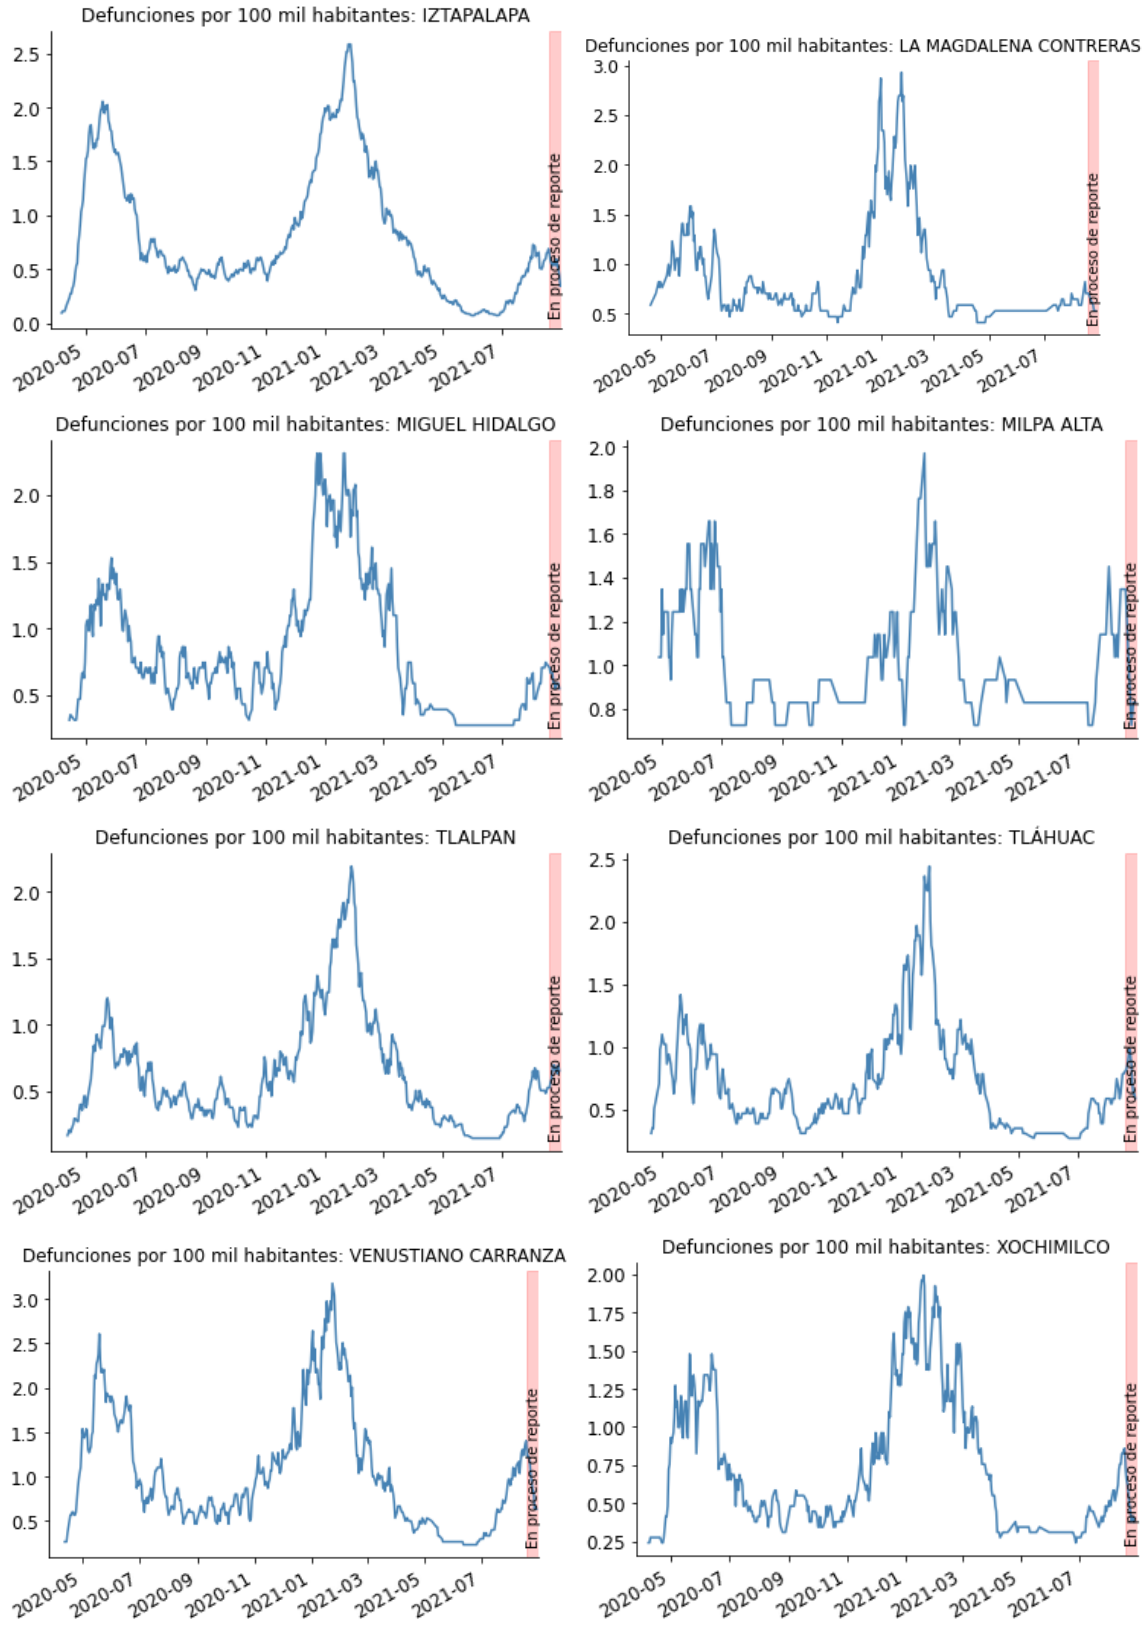 Defunciones por 100 mil habitantes: IZTAPALAPA
2.5
2.0
1.5
1.0
0.5
0.0
En proceso de reporte
2020-05 2020-07 2020-09 2020-11 2021-01 2021-03 2021-05 2021-07
Defunciones por 100 mil habitantes: LA MAGDALENA CONTRERAS
3.0
2.5
2.0
1.5
1.0
0.5
En proceso de reporte
2020-05 2020-07 2020-09 2020-11 2021-01 2021-03 2021-05 2021-07
Defunciones por 100 mil habitantes: MIGUEL HIDALGO
2.0
1.5
1.0
0.5
En proceso de reporte
2020-05 2020-07 2020-09 2020-11 2021-01 2021-03 2021-05 2021-07
Defunciones por 100 mil habitantes: MILPA ALTA
2.0
1.8
1.6
1.4
1.2
1.0
0.8
En proceso de reporte
2020-05 2020-07 2020-09 2020-11 2021-01 2021-03 2021-05 2021-07
Defunciones por 100 mil habitantes: TLALPAN
2.0
1.5
1.0
0.5
En proceso de reporte
2020-05 2020-07 2020-09 2020-11 2021-01 2021-03 2021-05 2021-07
Defunciones por 100 mil habitantes: TLÁHUAC
2.5
2.0
1.5
1.0
0.5
En proceso de reporte
2020-05 2020-07 2020-09 2020-11 2021-01 2021-03 2021-05 2021-07
Defunciones por 100 mil habitantes: VENUSTIANO CARRANZA
3.0
2.5
2.0
1.5
1.0
0.5
En proceso de reporte
2020-05 2020-07 2020-09 2020-11 2021-01 2021-03 2021-05 2021-07
Defunciones por 100 mil habitantes: XOCHIMILCO
2.00
1.75
1.50
1.25
1.00
0.75
0.50
0.25
En proceso de reporte
2020-05 2020-07 2020-09 2020-11 2021-01 2021-03 2021-05 2021-07